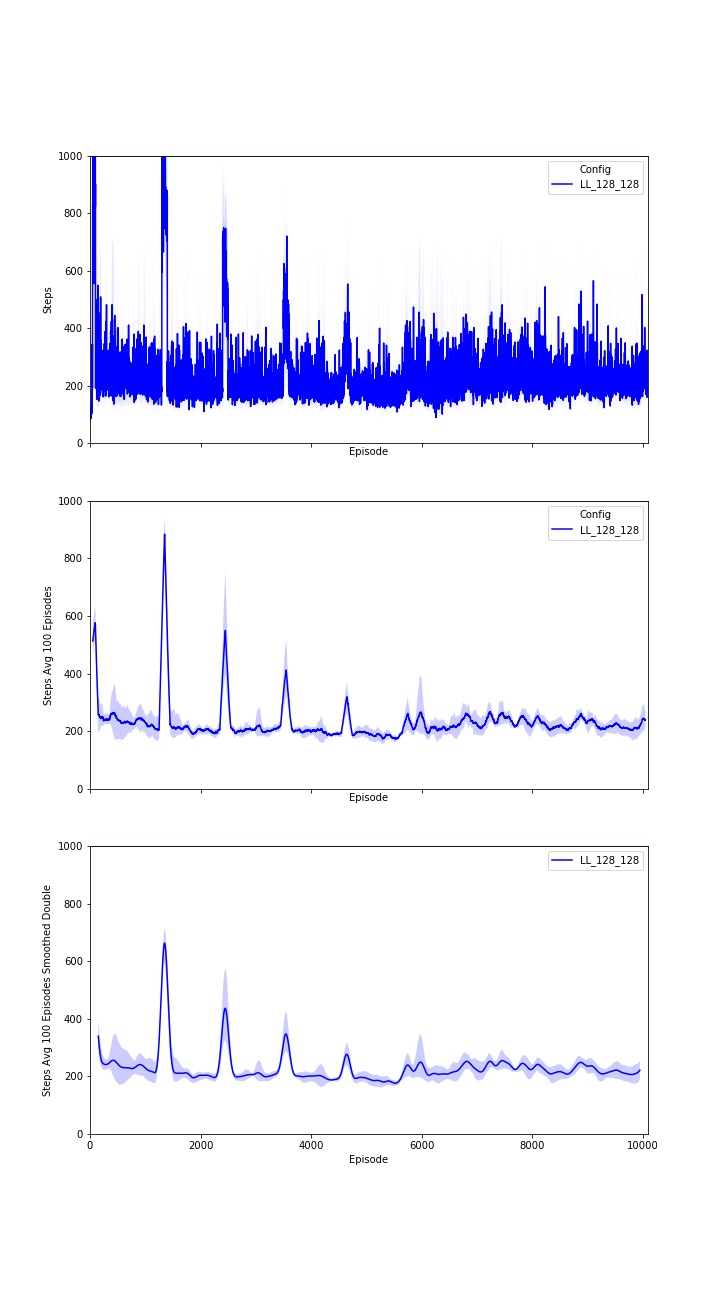 1000
800
600
400
200
0
Steps
Config
LL_128_128
Episode
1000
800
600
400
200
0
Steps Avg 100 Episodes
Config
LL_128_128
Episode
1000
800
600
400
200
0
Steps Avg 100 Episodes Smoothed Double
LL_128_128
0 2000 4000 6000 8000 10000
Episode